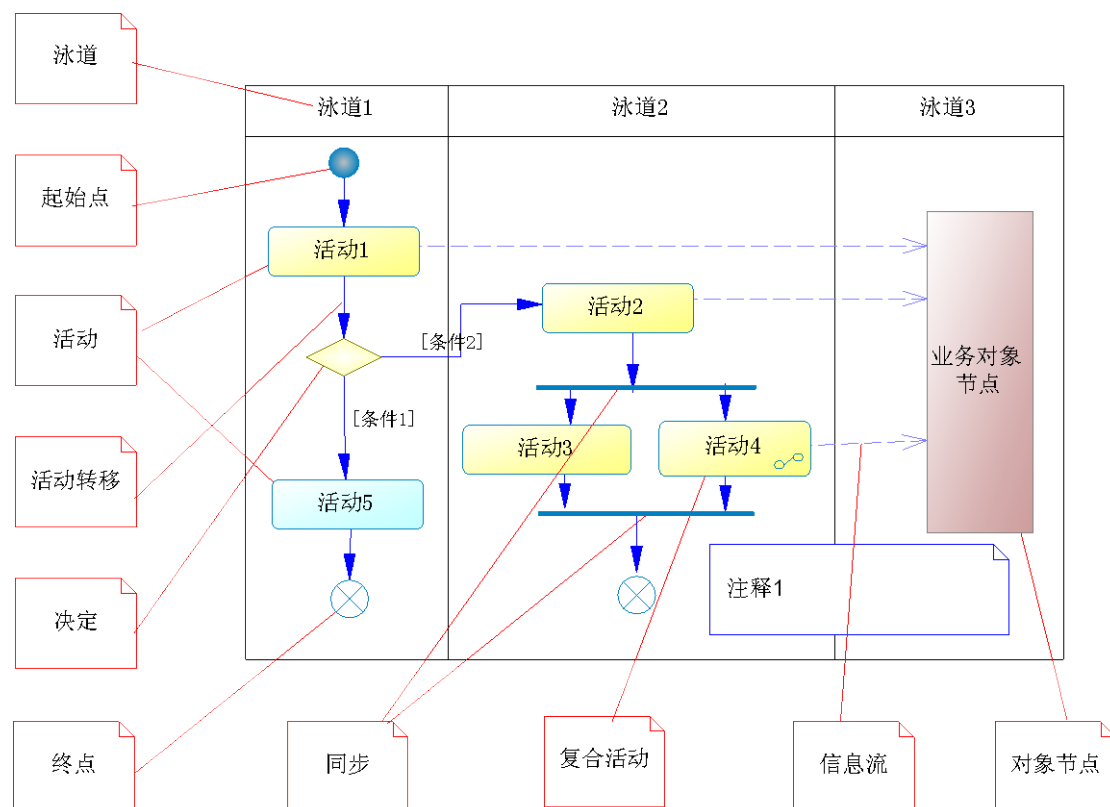 泳道
泳道1
泳道2
泳道3
起始点
活动1
活动
活动2
[条件2]
业务对象
节点
[条件1]
活动3
活动4
活动转移
活动5
注释1
决定
终点
同步
复合活动
信息流
对象节点